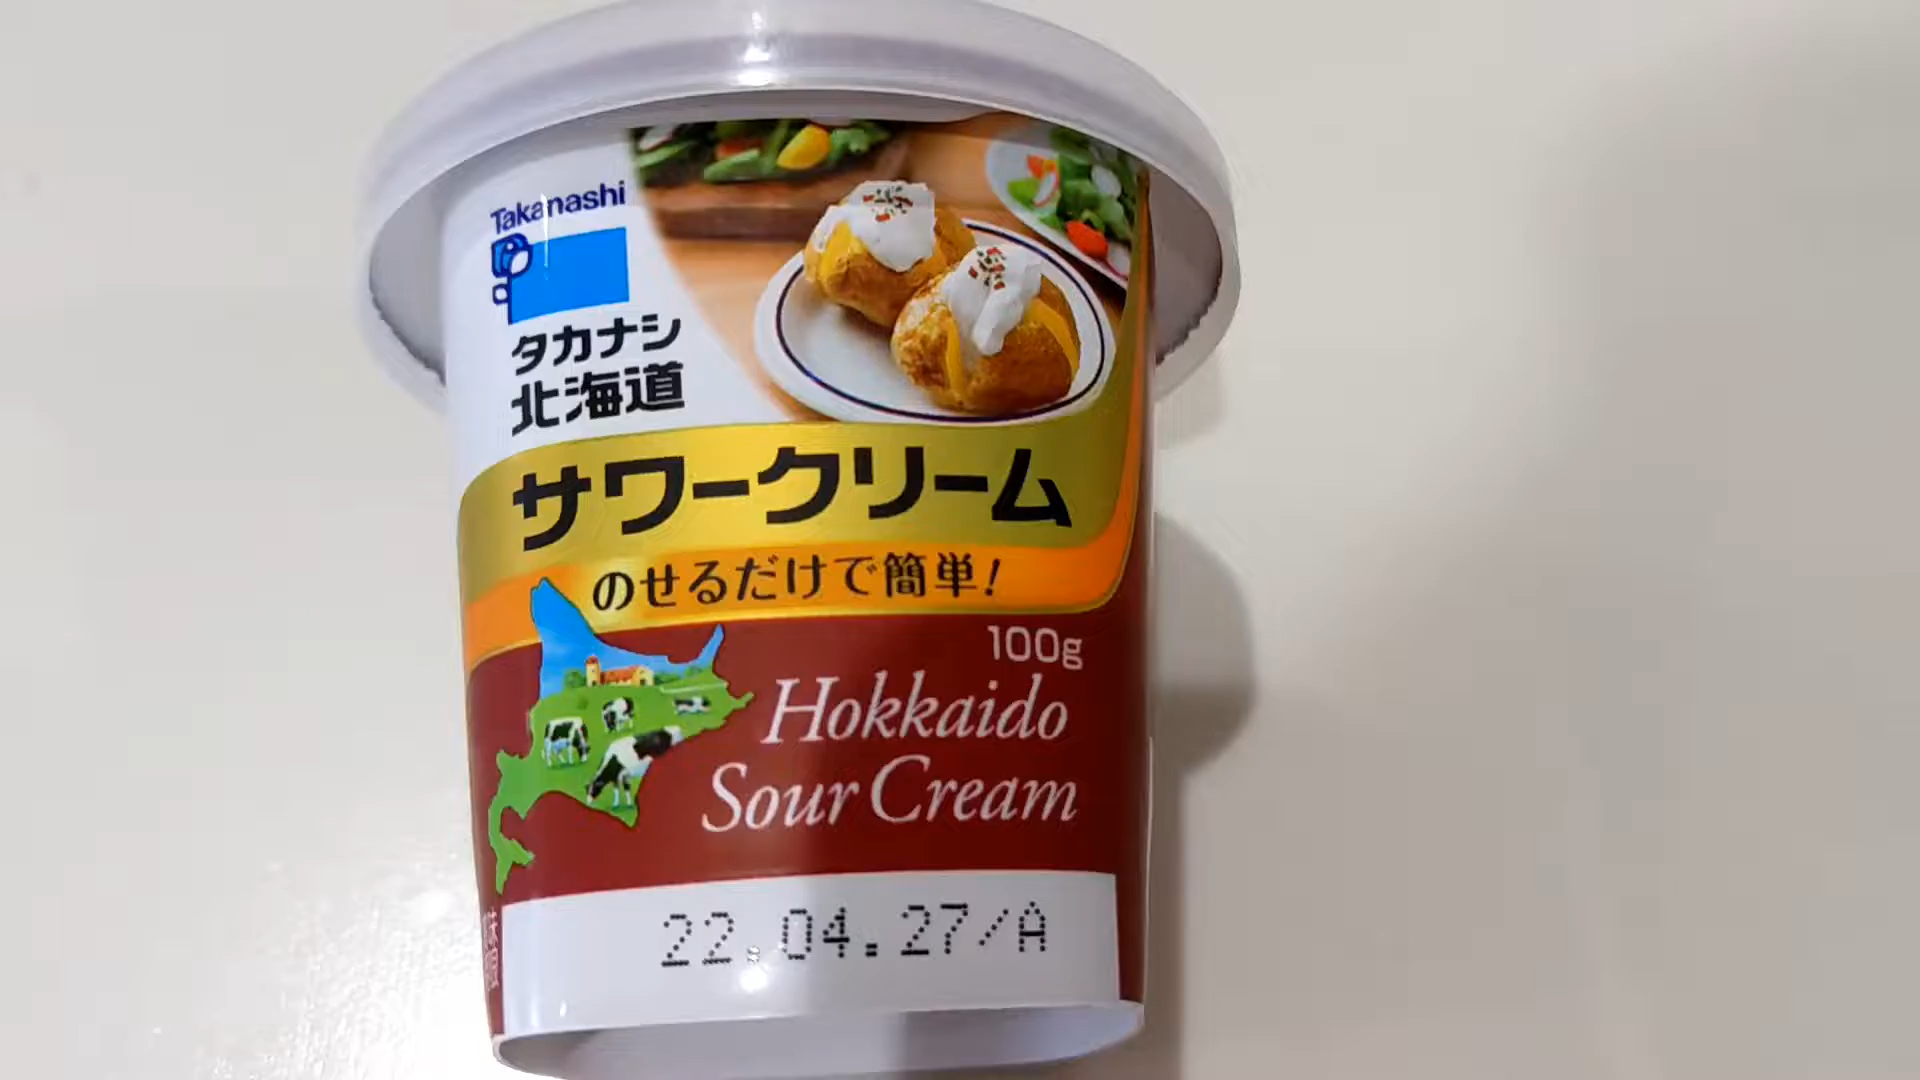 Takanashi
タカナシ
北海道
サワークリーム
のせるだけで簡単!
100g
Hokkaido
Sour Cream
22.04.27/A